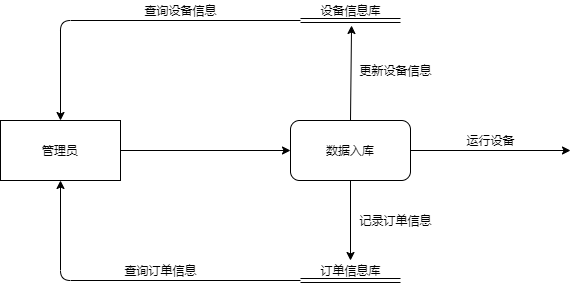 查询设备信息
设备信息库
更新设备信息
管理员
数据入库
运行设备
记录订单信息
查询订单信息
订单信息库